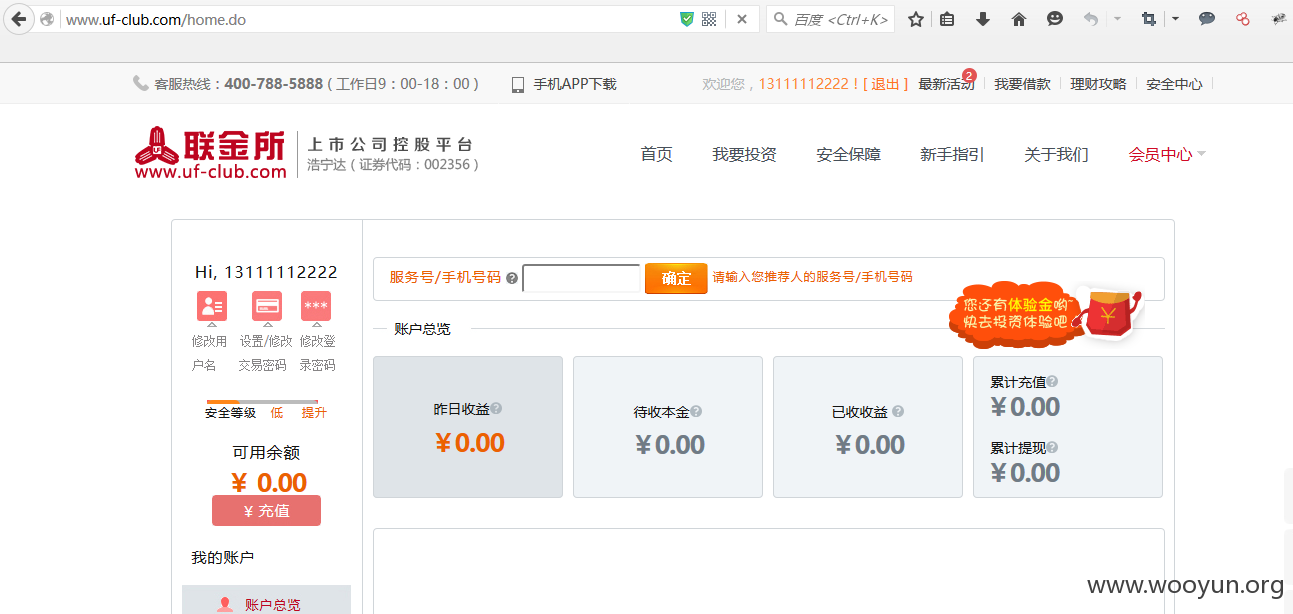 www.uf-club.com/home.do
百度 <Ctrl+K>
客服热线：400-788-5888 ( 工作日9：00-18：00 )
手机APP下载
欢迎您，13111112222！[ 退出 ]
最新活动
2
我要借款
理财攻略
安全中心
联金所
www.uf-club.com
上市公司控股平台
浩宁达 ( 证券代码：002356 )
首页
我要投资
安全保障
新手指引
关于我们
会员中心
Hi, 13111112222
修改用
户名
设置/修改
交易密码
修改登
录密码
安全等级 低 提升
可用余额
¥ 0.00
¥ 充值
我的账户
账户总览
服务号/手机号码
确定
请输入您推荐人的服务号/手机号码
您还有体验金哟~
快去投资体验吧
账户总览
昨日收益
¥0.00
待收本金
¥0.00
已收收益
¥0.00
累计充值
¥0.00
累计提现
¥0.00
www.wooyun.org